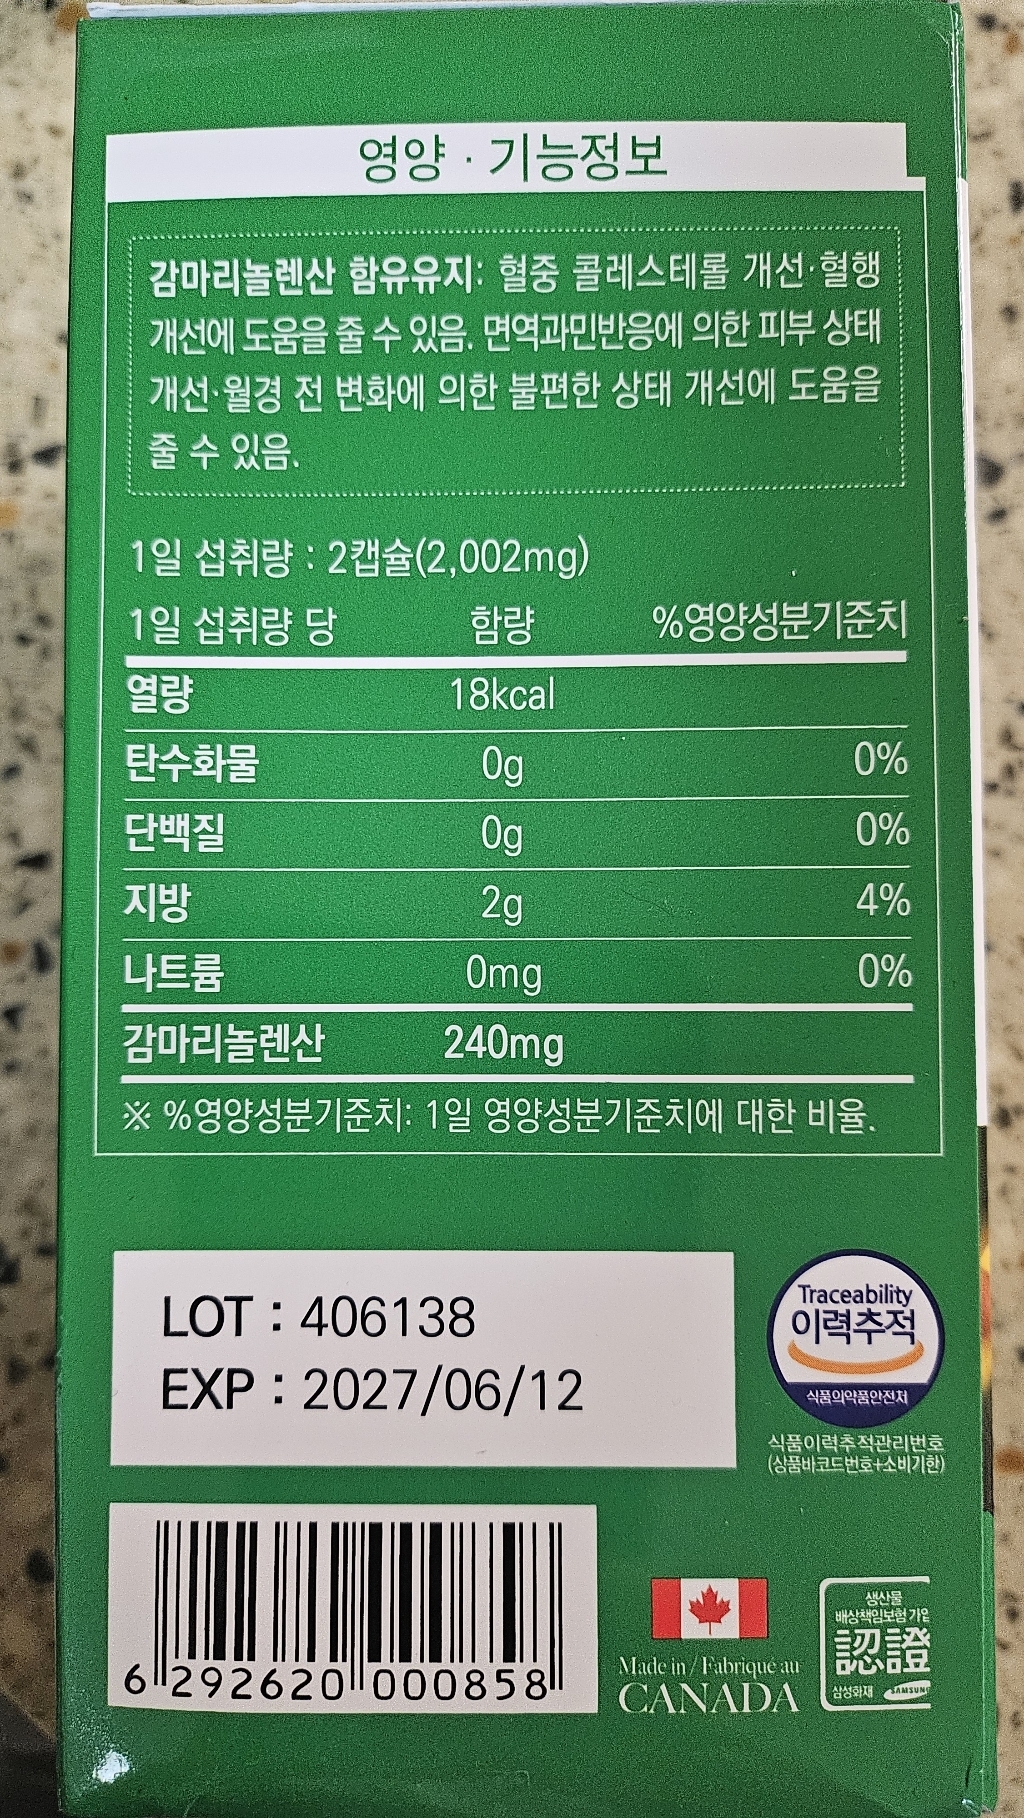 영양 · 기능정보
감마리놀렌산 함유유지: 혈중 콜레스테롤 개선·혈행
개선에 도움을 줄 수 있음. 면역과민반응에 의한 피부 상태
개선·월경 전 변화에 의한 불편한 상태 개선에 도움을
줄 수 있음.
1일 섭취량 : 2캡슐(2,002mg)
1일 섭취량 당 함량 %영양성분기준치
열량 18kcal
탄수화물 0g 0%
단백질 0g 0%
지방 2g 4%
나트륨 0mg 0%
감마리놀렌산 240mg
※ %영양성분기준치: 1일 영양성분기준치에 대한 비율.
LOT : 406138
EXP : 2027/06/12
Traceability
이력추적
식품의약품안전처
식품이력추적관리번호
(상품바코드번호+소비기한)
6 292620 000858
Made in / Fabriqué au
CANADA
생산물
배상책임보험 가입
認證
삼성화재 SAMSUNG